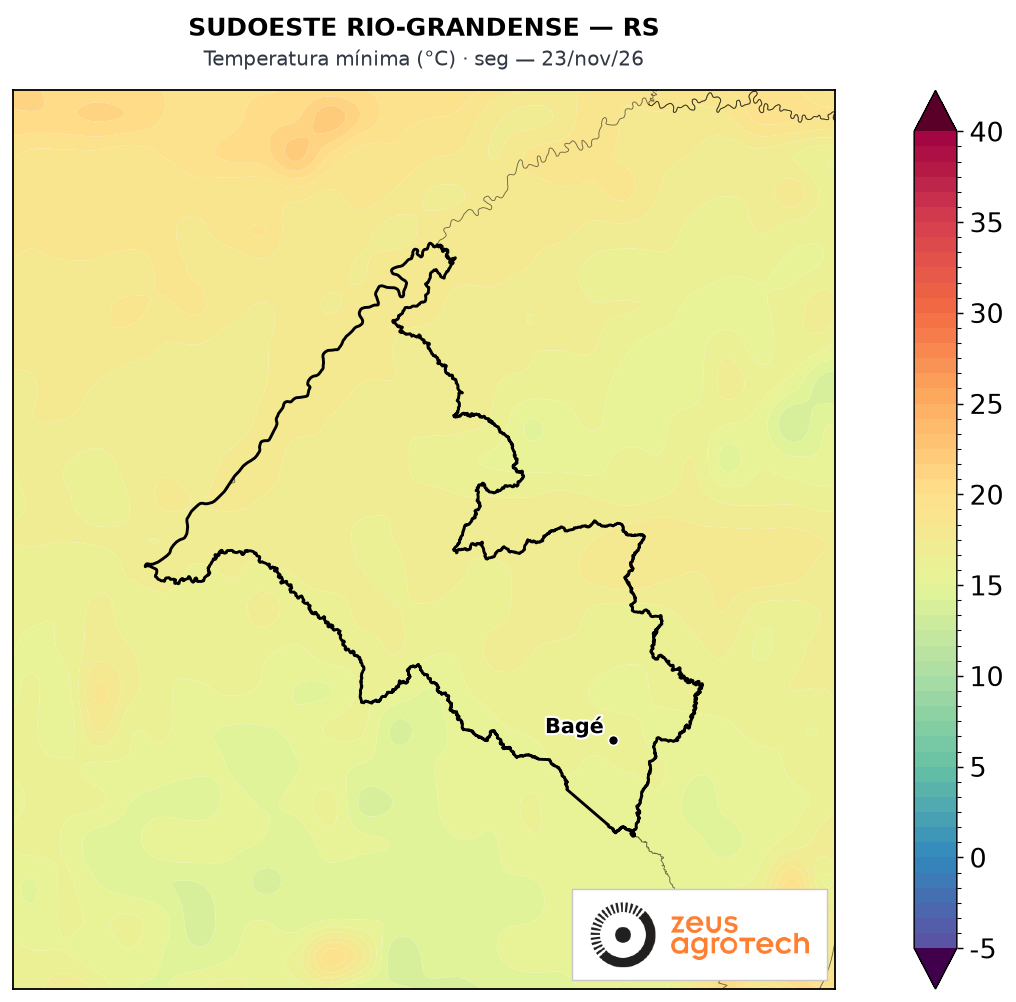 SUDOESTE RIO-GRANDENSE — RS
Temperatura mínima (°C) · seg — 23/nov/26
40
35
30
25
20
15
10
5
0
-5
Bagé
zeus
agrotech